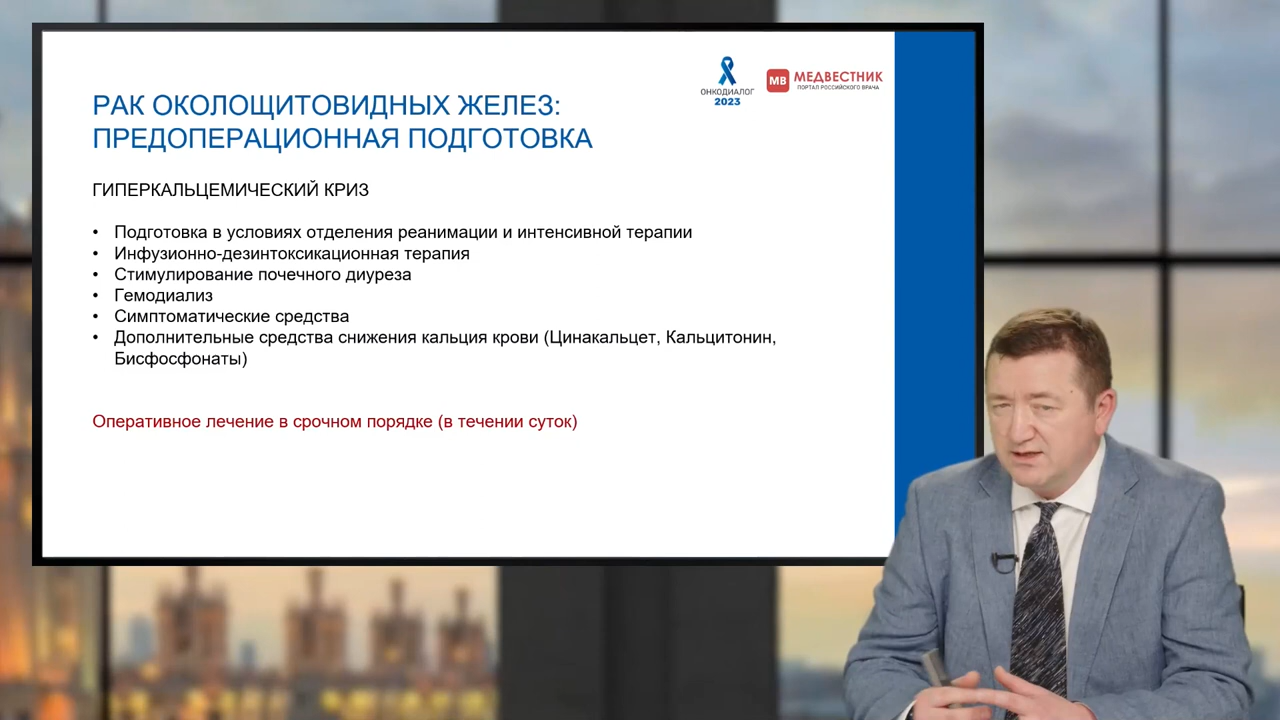 ОНКОДИАЛОГ
2023
МВ
МЕДВЕСТНИК
ПОРТАЛ РОССИЙСКОГО ВРАЧА
РАК ОКОЛОЩИТОВИДНЫХ ЖЕЛЕЗ:
ПРЕДОПЕРАЦИОННАЯ ПОДГОТОВКА
ГИПЕРКАЛЬЦЕМИЧЕСКИЙ КРИЗ
• Подготовка в условиях отделения реанимации и интенсивной терапии
• Инфузионно-дезинтоксикационная терапия
• Стимулирование почечного диуреза
• Гемодиализ
• Симптоматические средства
• Дополнительные средства снижения кальция крови (Цинакальцет, Кальцитонин,
Бисфосфонаты)
Оперативное лечение в срочном порядке (в течении суток)